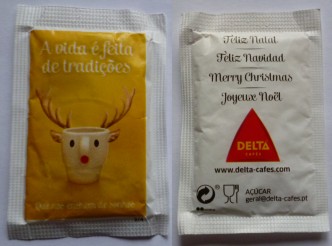 A vida é feita
de tradições
Feliz Natal
Feliz Navidad
Merry Christmas
Joyeux Noël
DELTA
CAFÉS
www.delta-cafes.com
AÇÚCAR
geral@delta-cafes.pt